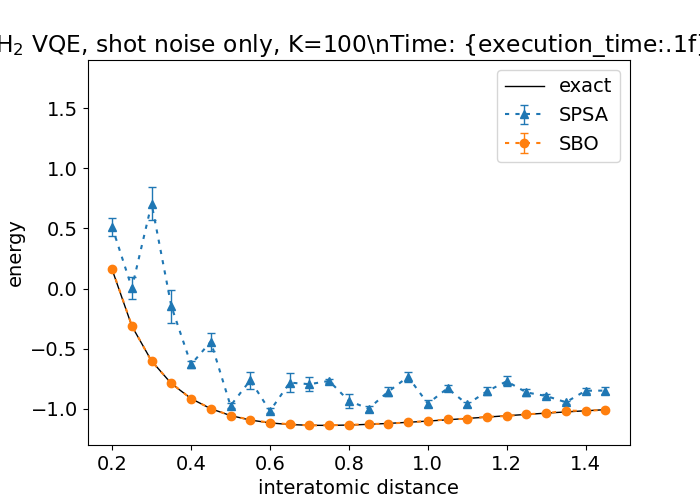 H₂ VQE, shot noise only, K=100\nTime: {execution_time:.1f}
exact
SPSA
SBO
energy
1.5
1.0
0.5
0.0
−0.5
−1.0
0.2 0.4 0.6 0.8 1.0 1.2 1.4
interatomic distance